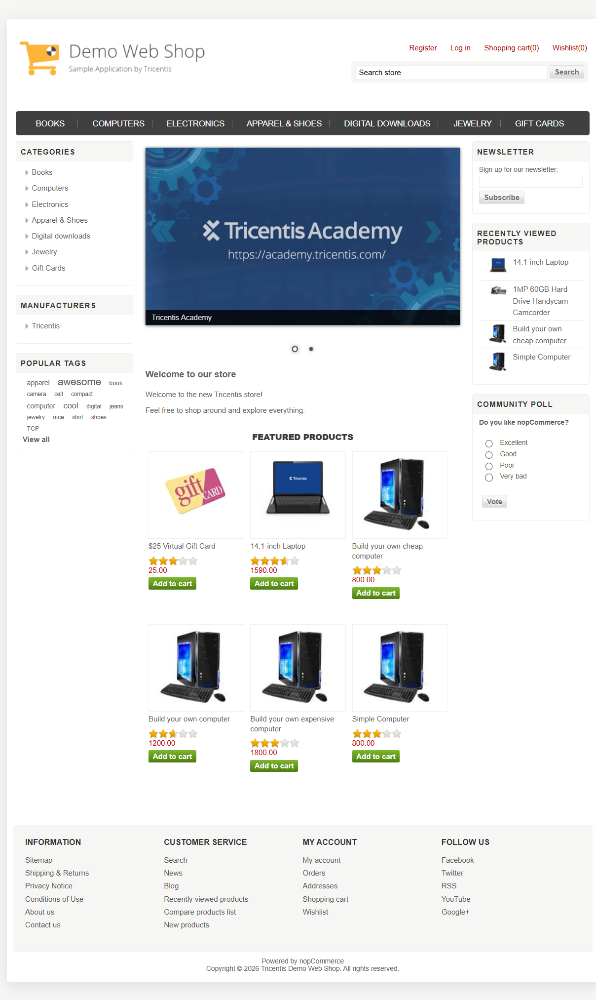 Demo Web Shop
Sample Application by Tricentis
Register Log in Shopping cart(0) Wishlist(0)
Search store Search
BOOKS COMPUTERS ELECTRONICS APPAREL & SHOES DIGITAL DOWNLOADS JEWELRY GIFT CARDS
CATEGORIES
Books
Computers
Electronics
Apparel & Shoes
Digital downloads
Jewelry
Gift Cards
MANUFACTURERS
Tricentis
POPULAR TAGS
apparel awesome book
camera cell compact
computer cool digital jeans
jewelry nice shirt shoes
TCP
View all
Tricentis Academy
https://academy.tricentis.com/
Tricentis Academy
Welcome to our store
Welcome to the new Tricentis store!
Feel free to shop around and explore everything.
FEATURED PRODUCTS
gift CARD
Tricentis
$25 Virtual Gift Card
25.00
Add to cart
14.1-inch Laptop
1590.00
Add to cart
Build your own cheap
computer
800.00
Add to cart
Build your own computer
1200.00
Add to cart
Build your own expensive
computer
1800.00
Add to cart
Simple Computer
800.00
Add to cart
NEWSLETTER
Sign up for our newsletter:
Subscribe
RECENTLY VIEWED
PRODUCTS
14.1-inch Laptop
1MP 60GB Hard
Drive Handycam
Camcorder
Build your own
cheap computer
Simple Computer
COMMUNITY POLL
Do you like nopCommerce?
Excellent
Good
Poor
Very bad
Vote
INFORMATION
Sitemap
Shipping & Returns
Privacy Notice
Conditions of Use
About us
Contact us
CUSTOMER SERVICE
Search
News
Blog
Recently viewed products
Compare products list
New products
MY ACCOUNT
My account
Orders
Addresses
Shopping cart
Wishlist
FOLLOW US
Facebook
Twitter
RSS
YouTube
Google+
Powered by nopCommerce
Copyright © 2026 Tricentis Demo Web Shop. All rights reserved.